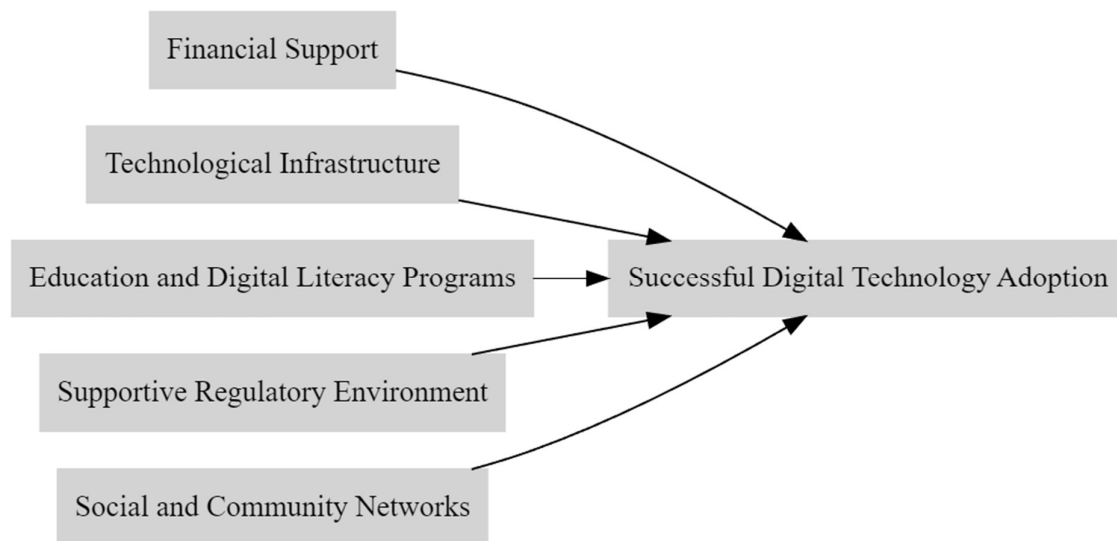 Financial Support
Technological Infrastructure
Education and Digital Literacy Programs
Successful Digital Technology Adoption
Supportive Regulatory Environment
Social and Community Networks